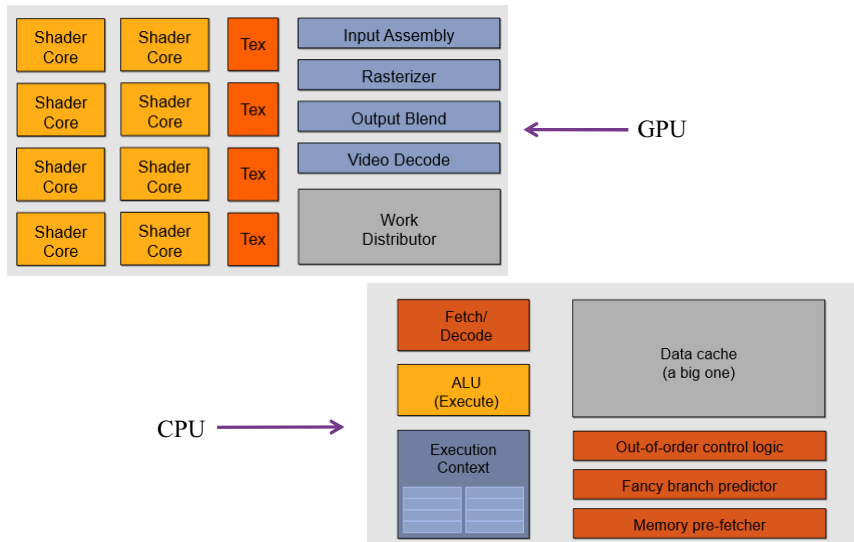 Shader
Core
Shader
Core
Tex
Input Assembly
Shader
Core
Shader
Core
Tex
Rasterizer
Output Blend
GPU
Shader
Core
Shader
Core
Tex
Video Decode
Shader
Core
Shader
Core
Tex
Work
Distributor
CPU
Fetch/
Decode
ALU
(Execute)
Execution
Context
Data cache
(a big one)
Out-of-order control logic
Fancy branch predictor
Memory pre-fetcher